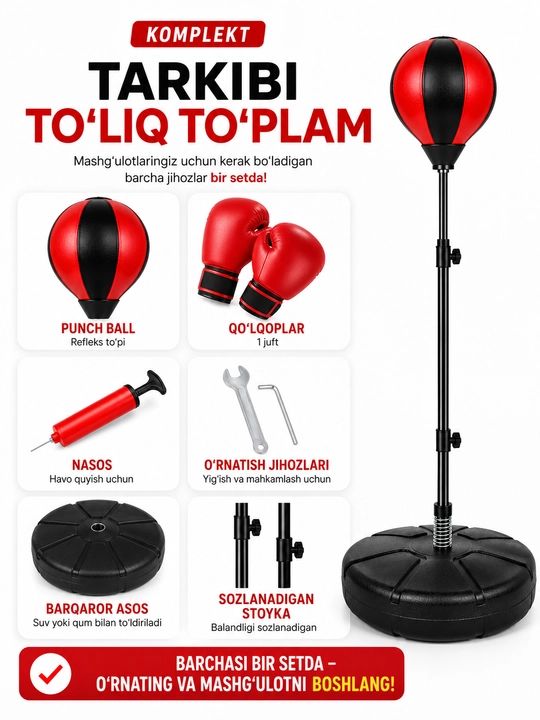 KOMPLEKT
TARKIBI
TO‘LIQ TO‘PLAM
Mashg‘ulotlaringiz uchun kerak bo‘ladigan
barcha jihozlar bir setda!
PUNCH BALL
Refleks to‘pi
QO‘LQOPLAR
1 juft
NASOS
Havo quyish uchun
O‘RNATISH JIHOZLARI
Yig‘ish va mahkamlash uchun
BARQAROR ASOS
Suv yoki qum bilan to‘ldiriladi
SOZLANADIGAN
STOYKA
Balandligi sozlanadigan
BARCHASI BIR SETDA –
O‘RNATING VA MASHG‘ULOTNI BOSHLANG!